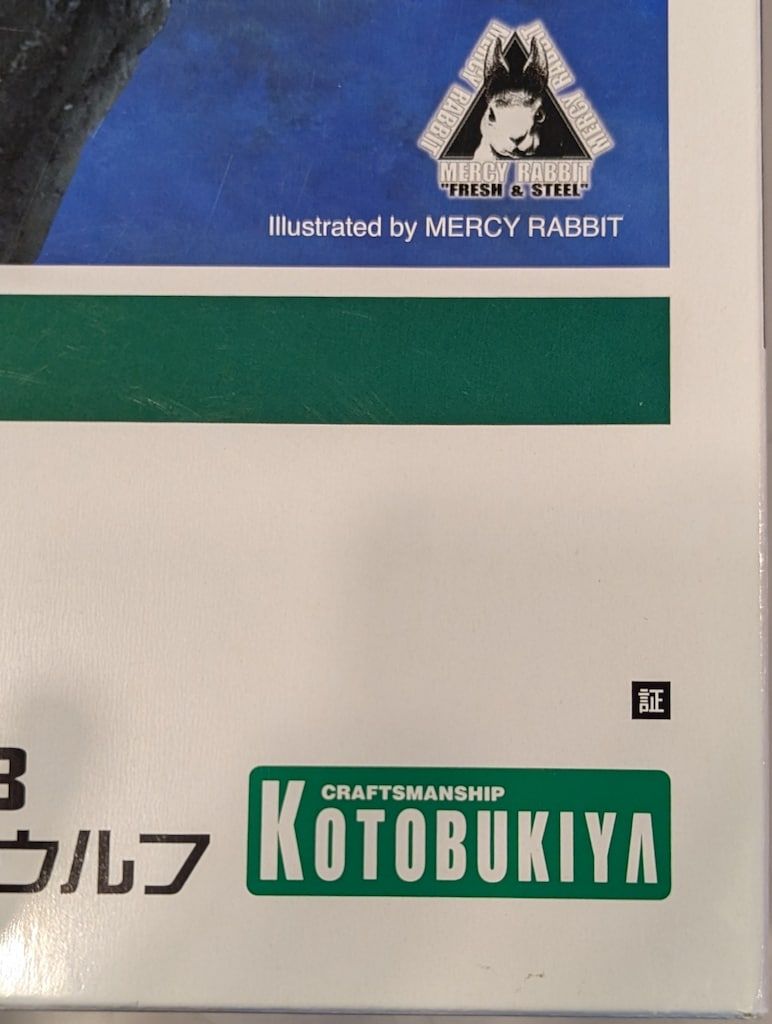 MERCY RABBIT
MERCY RABBIT
MERCY RABBIT
"FRESH & STEEL"
Illustrated by MERCY RABBIT
証
B
ウルフ
CRAFTSMANSHIP
KOTOBUKIYA